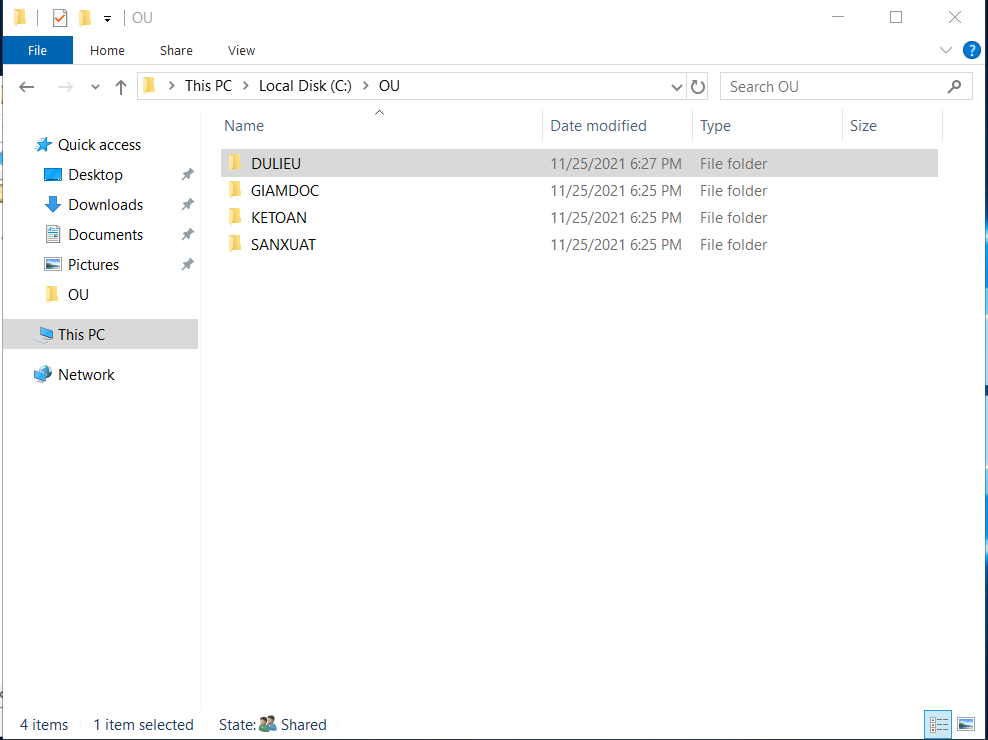 OU
File Home Share View
This PC Local Disk (C:) OU Search OU
Name Date modified Type Size
Quick access
Desktop
Downloads
Documents
Pictures
OU
This PC
Network
DULIEU 11/25/2021 6:27 PM File folder
GIAMDOC 11/25/2021 6:25 PM File folder
KETOAN 11/25/2021 6:25 PM File folder
SANXUAT 11/25/2021 6:25 PM File folder
4 items 1 item selected State: Shared